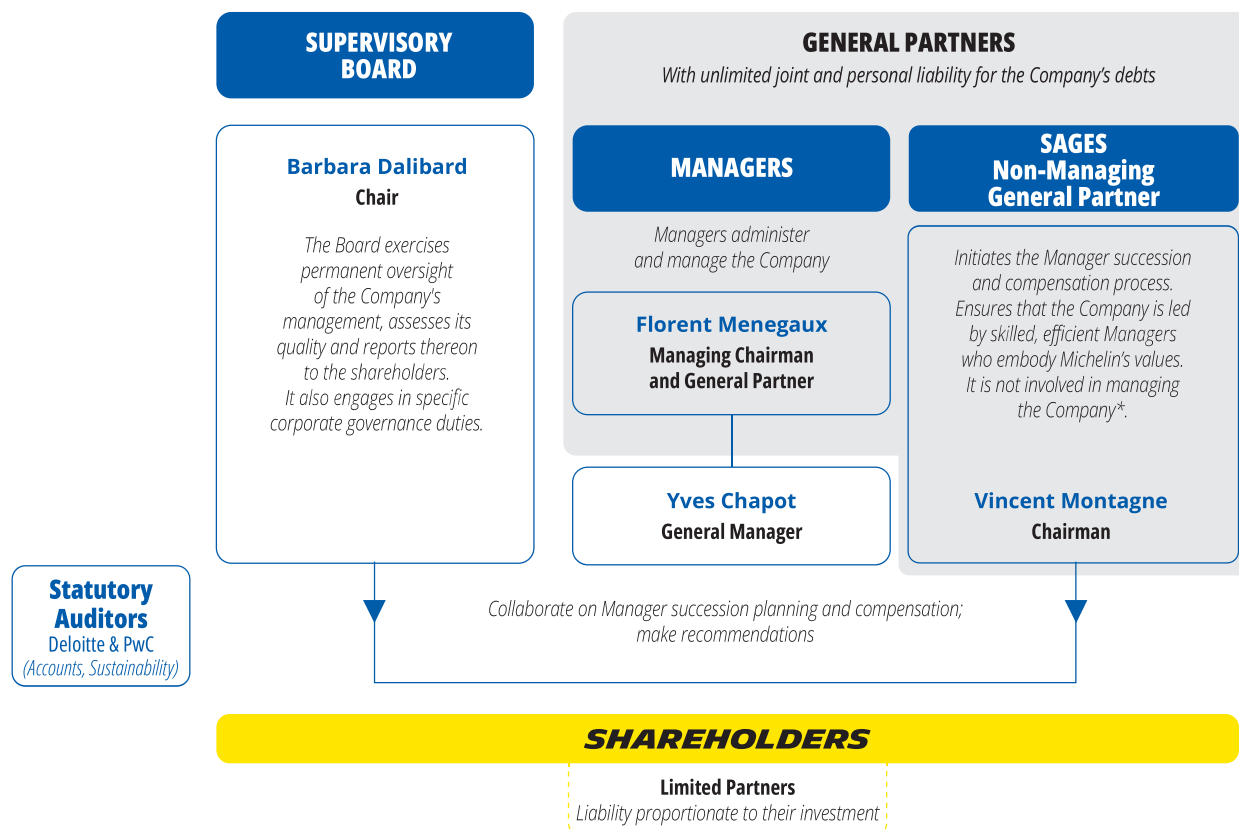 SUPERVISORY
BOARD
Barbara Dalibard
Chair
The Board exercises
permanent oversight
of the Company's
management, assesses its
quality and reports thereon
to the shareholders.
It also engages in specific
corporate governance duties.
GENERAL PARTNERS
With unlimited joint and personal liability for the Company’s debts
MANAGERS
Managers administer
and manage the Company
Florent Menegaux
Managing Chairman
and General Partner
Yves Chapot
General Manager
SAGES
Non-Managing
General Partner
Initiates the Manager succession
and compensation process.
Ensures that the Company is led
by skilled, efficient Managers
who embody Michelin’s values.
It is not involved in managing
the Company*.
Vincent Montagne
Chairman
Statutory
Auditors
Deloitte & PwC
(Accounts, Sustainability)
Collaborate on Manager succession planning and compensation;
make recommendations
SHAREHOLDERS
Limited Partners
Liability proportionate to their investment